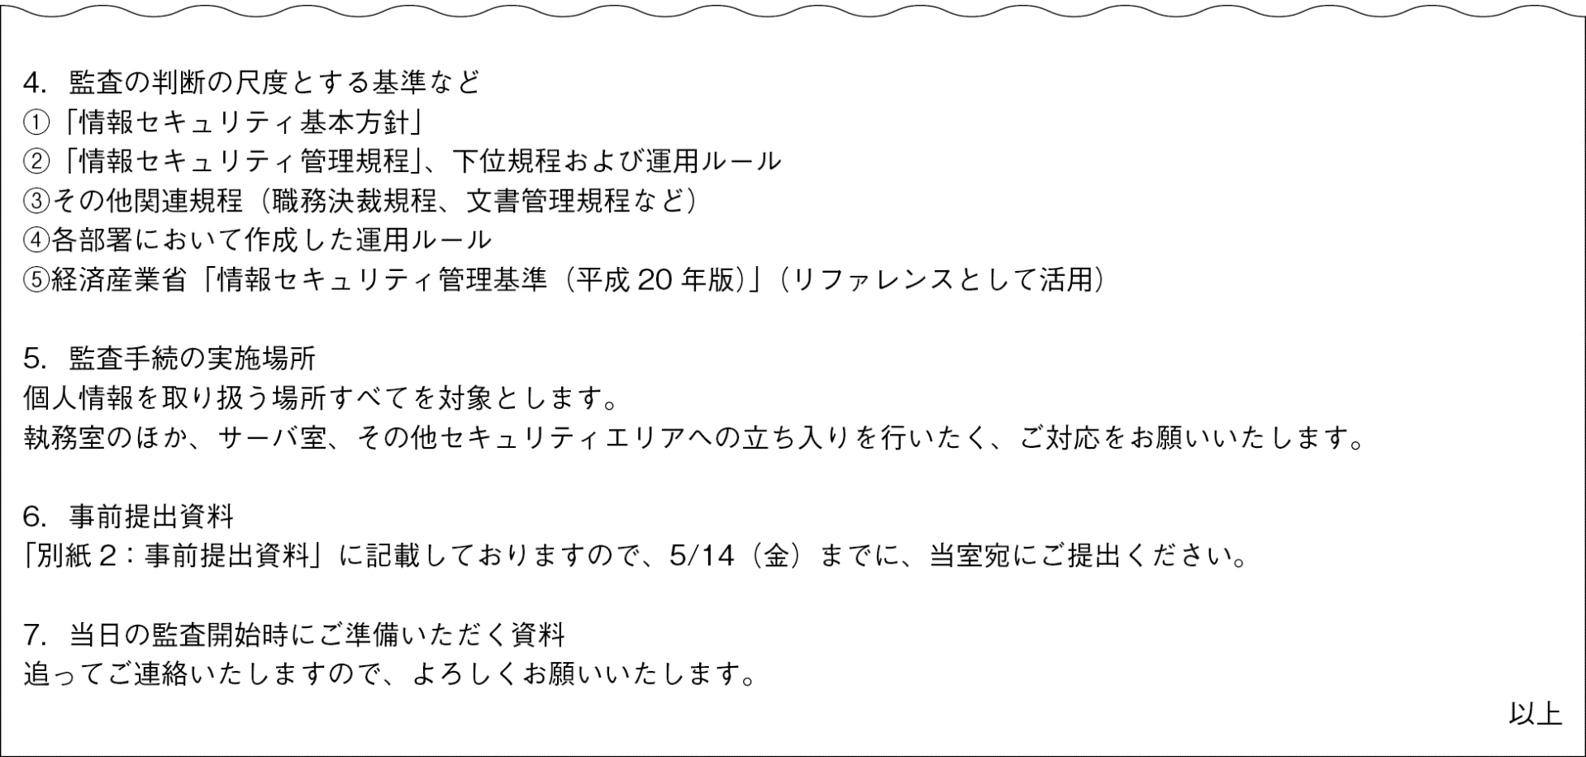 4. 監査の判断の尺度とする基準など
①「情報セキュリティ基本方針」
②「情報セキュリティ管理規程」、下位規程および運用ルール
③その他関連規程（職務決裁規程、文書管理規程など）
④各部署において作成した運用ルール
⑤経済産業省「情報セキュリティ管理基準（平成 20 年版）」（リファレンスとして活用）
5. 監査手続の実施場所
個人情報を取り扱う場所すべてを対象とします。
執務室のほか、サーバ室、その他セキュリティエリアへの立ち入りを行いたく、ご対応をお願いいたします。
6. 事前提出資料
「別紙 2：事前提出資料」に記載しておりますので、5/14（金）までに、当室宛にご提出ください。
7. 当日の監査開始時にご準備いただく資料
追ってご連絡いたしますので、よろしくお願いいたします。
以上